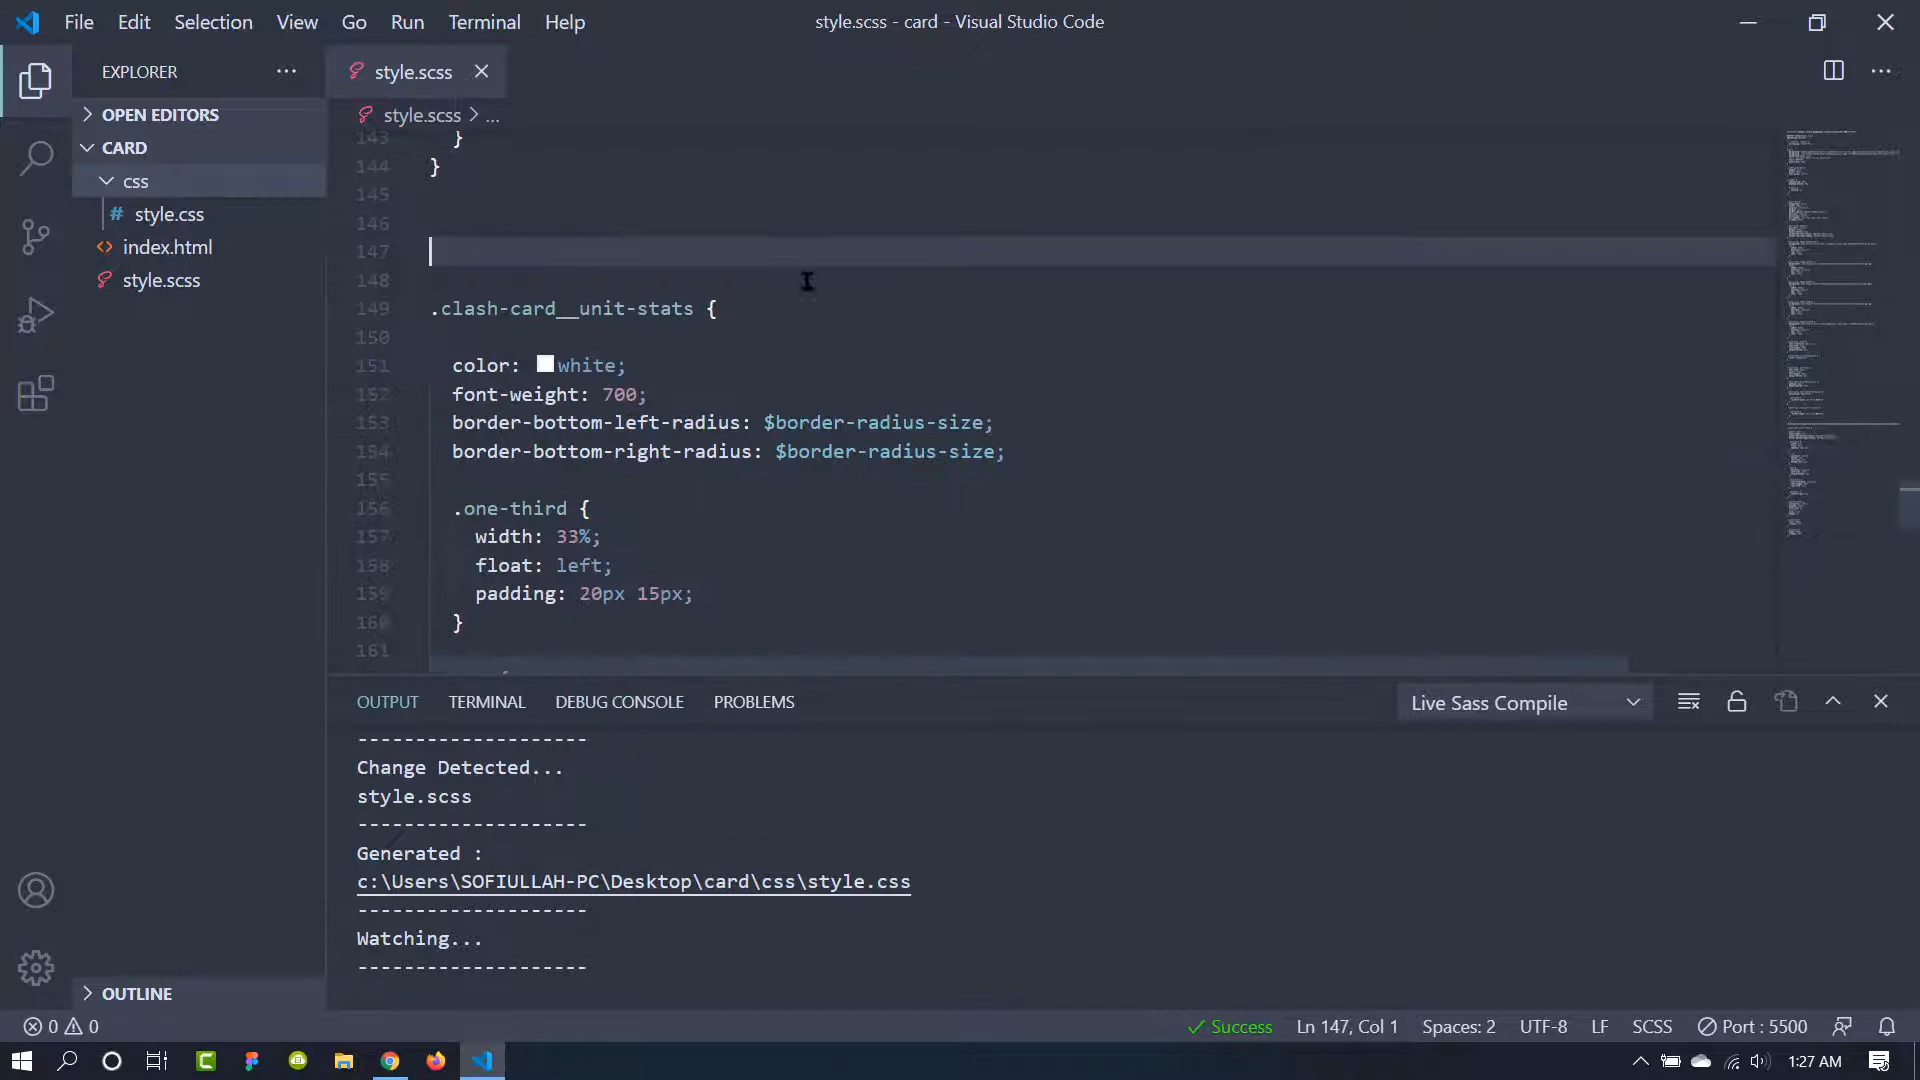 File Edit Selection View Go Run Terminal Help
style.scss - card - Visual Studio Code
EXPLORER
OPEN EDITORS
CARD
css
# style.css
<> index.html
style.scss
OUTLINE
style.scss
style.scss > ...
143 }
144 }
145
146
147
148
149 .clash-card__unit-stats {
150
151 color: white;
152 font-weight: 700;
153 border-bottom-left-radius: $border-radius-size;
154 border-bottom-right-radius: $border-radius-size;
155
156 .one-third {
157 width: 33%;
158 float: left;
159 padding: 20px 15px;
160 }
161
OUTPUT TERMINAL DEBUG CONSOLE PROBLEMS
Live Sass Compile
--------------------
Change Detected...
style.scss
--------------------
Generated :
c:\Users\SOFIULLAH-PC\Desktop\card\css\style.css
--------------------
Watching...
--------------------
0 0
Success Ln 147, Col 1 Spaces: 2 UTF-8 LF SCSS Port : 5500
1:27 AM